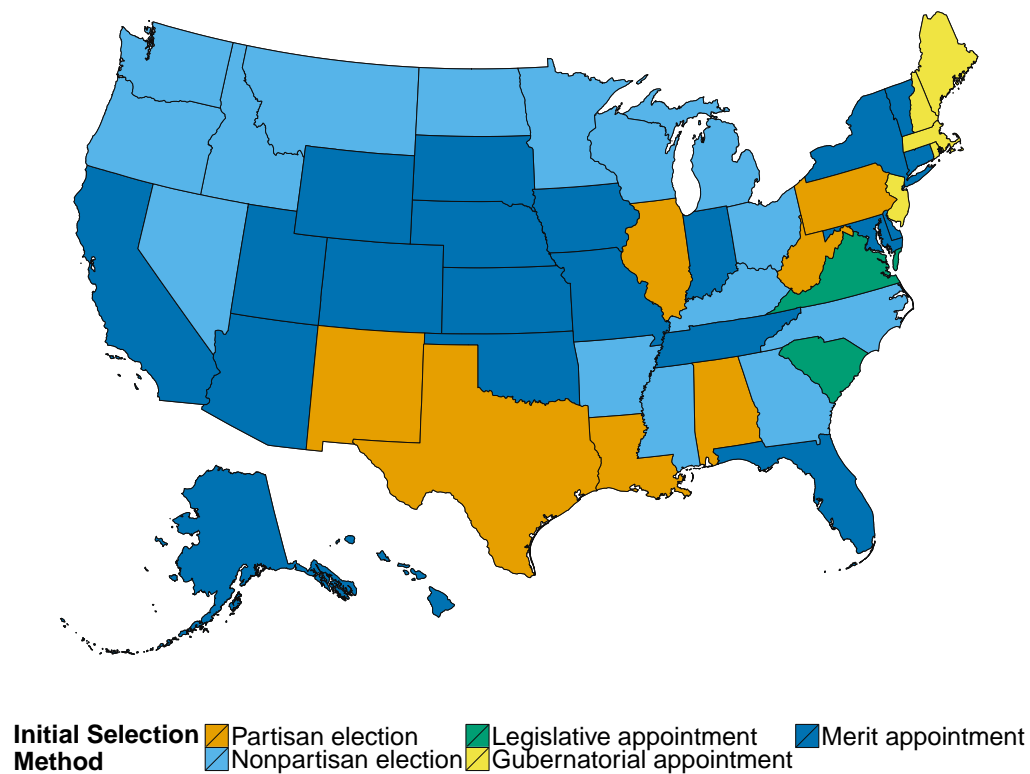 Initial Selection Method
Partisan election
Legislative appointment
Merit appointment
Nonpartisan election
Gubernatorial appointment